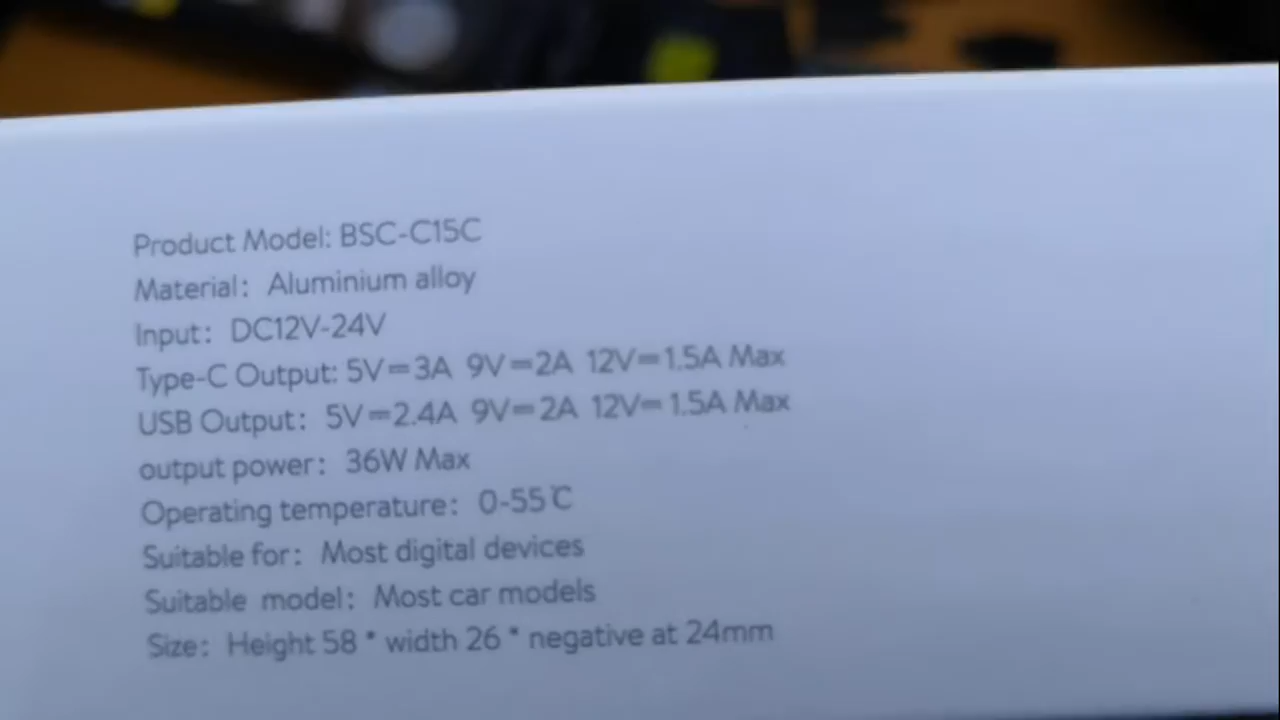 Product Model: BSC-C15C
Material: Aluminium alloy
Input: DC12V-24V
Type-C Output: 5V⎓3A 9V⎓2A 12V⎓1.5A Max
USB Output: 5V⎓2.4A 9V⎓2A 12V⎓1.5A Max
output power: 36W Max
Operating temperature: 0-55℃
Suitable for: Most digital devices
Suitable model: Most car models
Size: Height 58 * width 26 * negative at 24mm